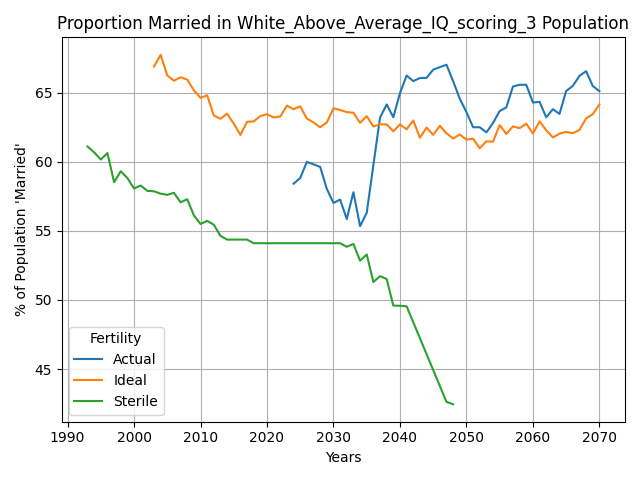 Proportion Married in White_Above_Average_IQ_scoring_3 Population
% of Population 'Married'
65
60
55
50
45
Fertility
Actual
Ideal
Sterile
1990 2000 2010 2020 2030 2040 2050 2060 2070
Years